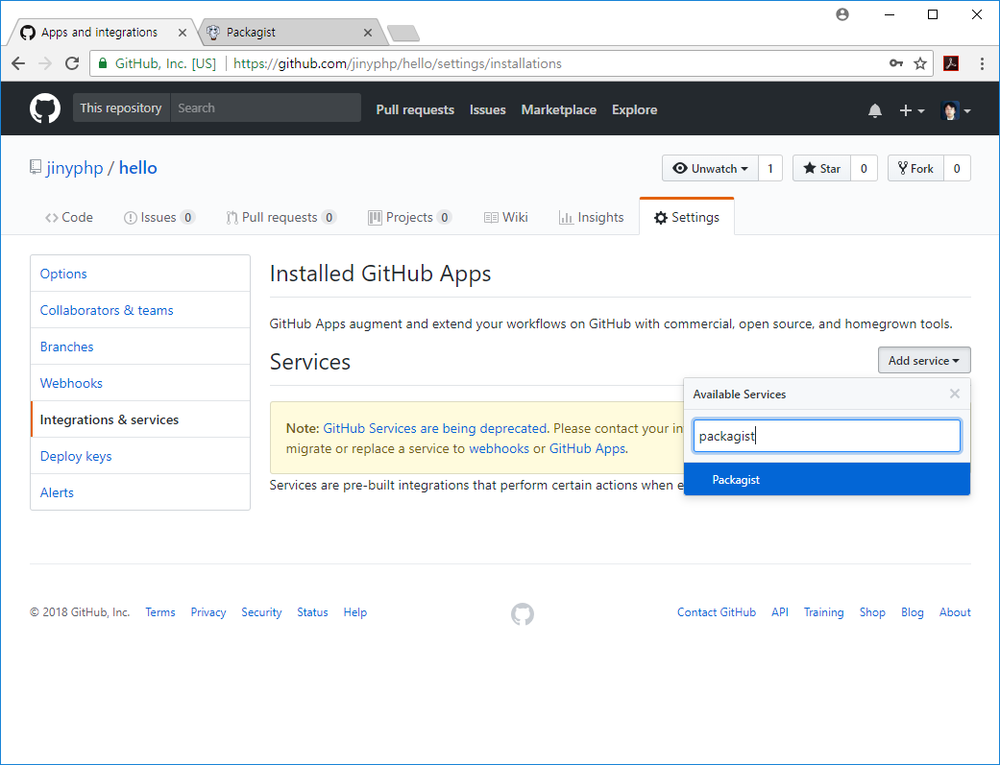 Apps and integrations
Packagist
GitHub, Inc. [US] https://github.com/jinyphp/hello/settings/installations
This repository Search Pull requests Issues Marketplace Explore
jinyphp / hello Unwatch 1 Star 0 Fork 0
Code Issues 0 Pull requests 0 Projects 0 Wiki Insights Settings
Options
Collaborators & teams
Branches
Webhooks
Integrations & services
Deploy keys
Alerts
Installed GitHub Apps
GitHub Apps augment and extend your workflows on GitHub with commercial, open source, and homegrown tools.
Services
Add service
Note: GitHub Services are being deprecated. Please contact your in
migrate or replace a service to webhooks or GitHub Apps.
Services are pre-built integrations that perform certain actions when e
Available Services
packagist
Packagist
© 2018 GitHub, Inc. Terms Privacy Security Status Help Contact GitHub API Training Shop Blog About